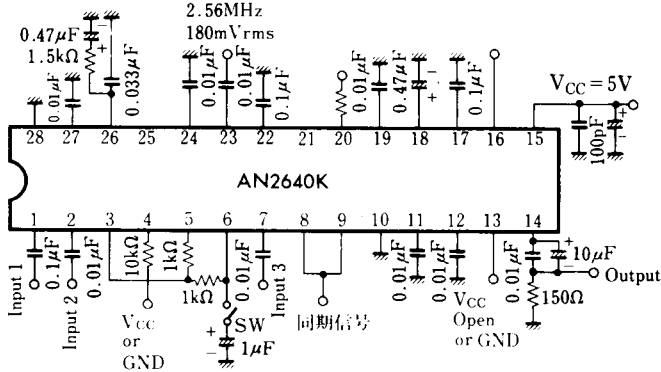 0.47μF
1.5kΩ
+
−
0.01μF
0.033μF
2.56MHz
180mVrms
0.01μF
0.01μF
0.1μF
0.01μF
0.47μF
−
+
0.1μF
VCC=5V
100pF
+
−
28 27 26 25 24 23 22 21 20 19 18 17 16 15
AN2640K
1 2 3 4 5 6 7 8 9 10 11 12 13 14
Input 1
0.1μF
Input 2
0.01μF
10kΩ
1kΩ
1kΩ
VCC
or
GND
SW
+
−
1μF
0.01μF
Input 3
同期信号
0.01μF
0.01μF
VCC
Open
or GND
0.01μF
+
−
10μF
Output
150Ω